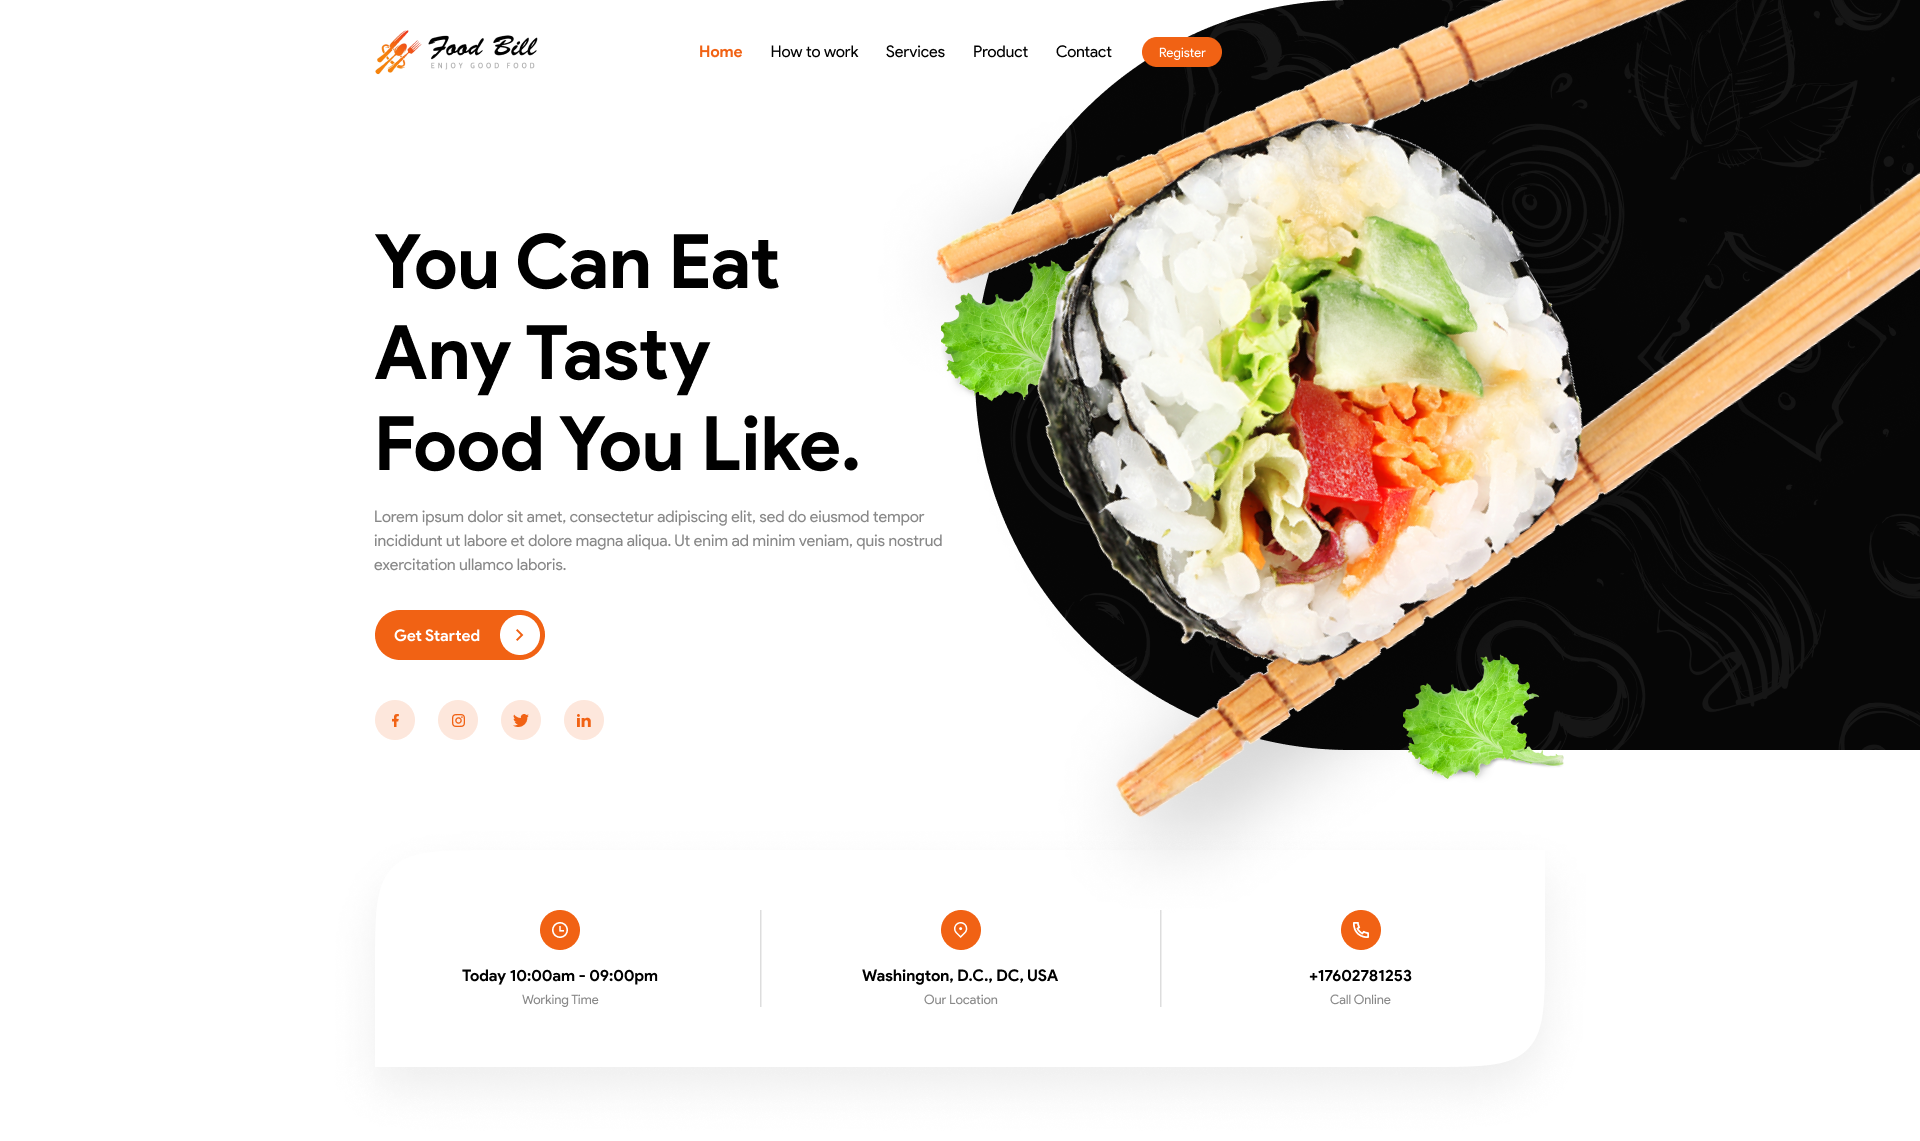 Food Bill
ENJOY GOOD FOOD
Home How to work Services Product Contact Register
You Can Eat
Any Tasty
Food You Like.
Lorem ipsum dolor sit amet, consectetur adipiscing elit, sed do eiusmod tempor
incididunt ut labore et dolore magna aliqua. Ut enim ad minim veniam, quis nostrud
exercitation ullamco laboris.
Get Started
Today 10:00am - 09:00pm
Working Time
Washington, D.C., DC, USA
Our Location
+17602781253
Call Online